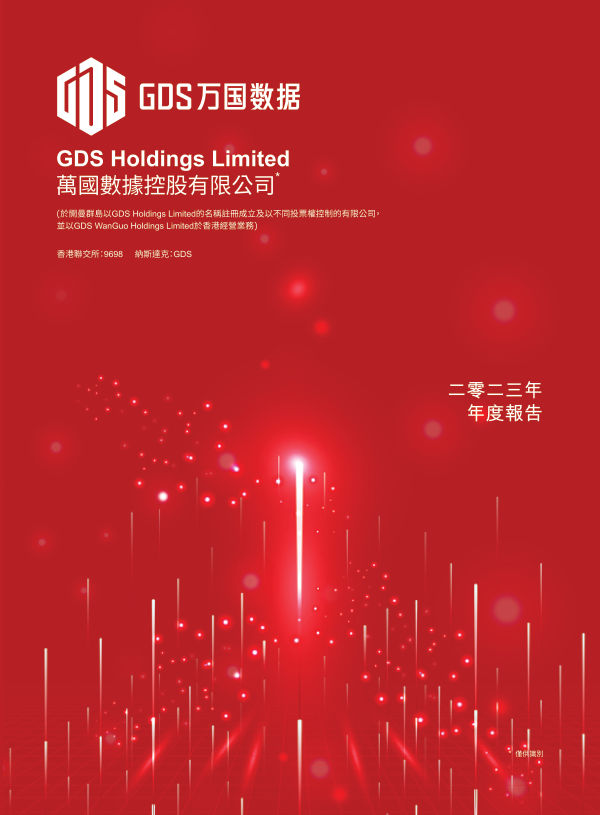 GDS
GDS 万国数据
GDS Holdings Limited
萬國數據控股有限公司*
(於開曼群島以GDS Holdings Limited的名稱註冊成立及以不同投票權控制的有限公司，
並以GDS WanGuo Holdings Limited於香港經營業務)
香港聯交所：9698 納斯達克：GDS
二零二三年
年度報告
* 僅供識別